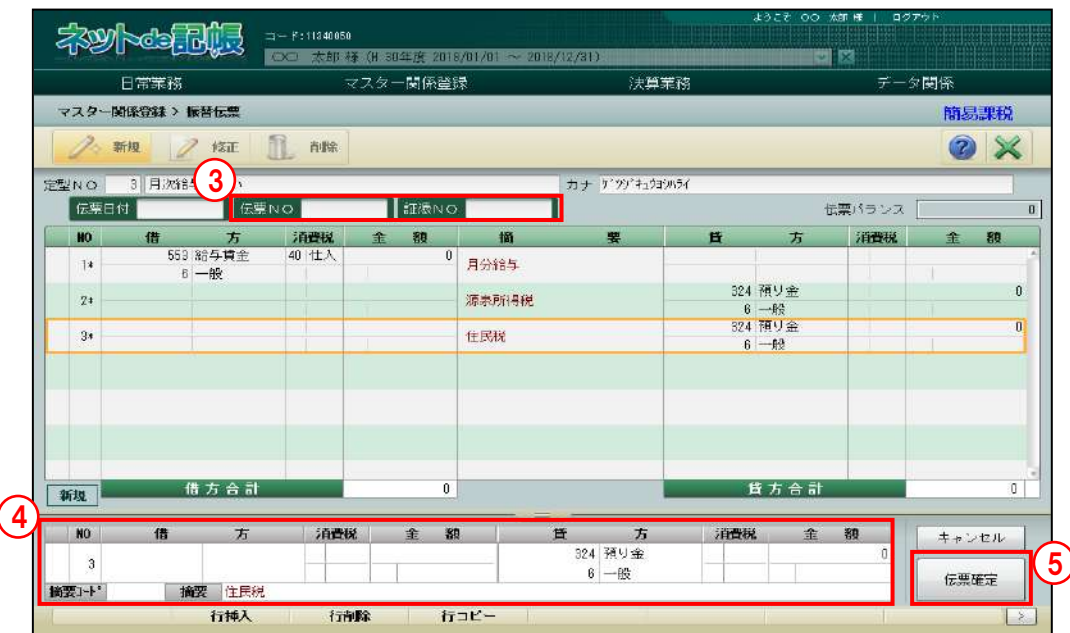 ようこそ 〇〇 太郎 様 | ログアウト
ネットde記帳
コード:11340050
〇〇 太郎 様 (H 30年度 2018/01/01 ～ 2018/12/31)
日常業務 マスター関係登録 決算業務 データ関係
マスター関係登録 > 振替伝票 簡易課税
新規 修正 削除
定型NO 3 月次給与 カナ ｹﾞﾂｼﾞｷｭｳﾖｼﾊﾗｲ
③
伝票日付 伝票NO 証憑NO 伝票バランス 0
NO 借方 消費税 金額 摘要 貸方 消費税 金額
1* 553 給与賃金 40 仕入 0 月分給与
6 一般
2* 源泉所得税 324 預り金 0
6 一般
3* 住民税 324 預り金 0
6 一般
新規 借方合計 0 貸方合計 0
④
NO 借方 消費税 金額 貸方 消費税 金額 キャンセル
3 324 預り金 0
6 一般
⑤
伝票確定
摘要ｺｰﾄﾞ 摘要 住民税
行挿入 行削除 行コピー >